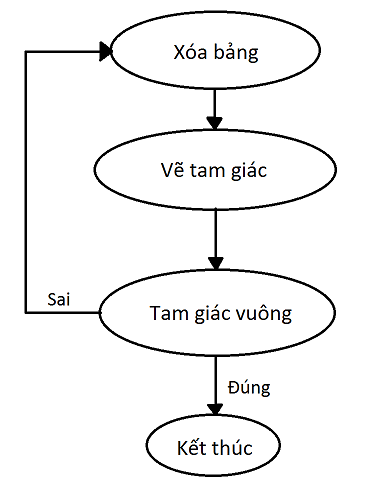 Xóa bảng
Vẽ tam giác
Sai
Tam giác vuông
Đúng
Kết thúc